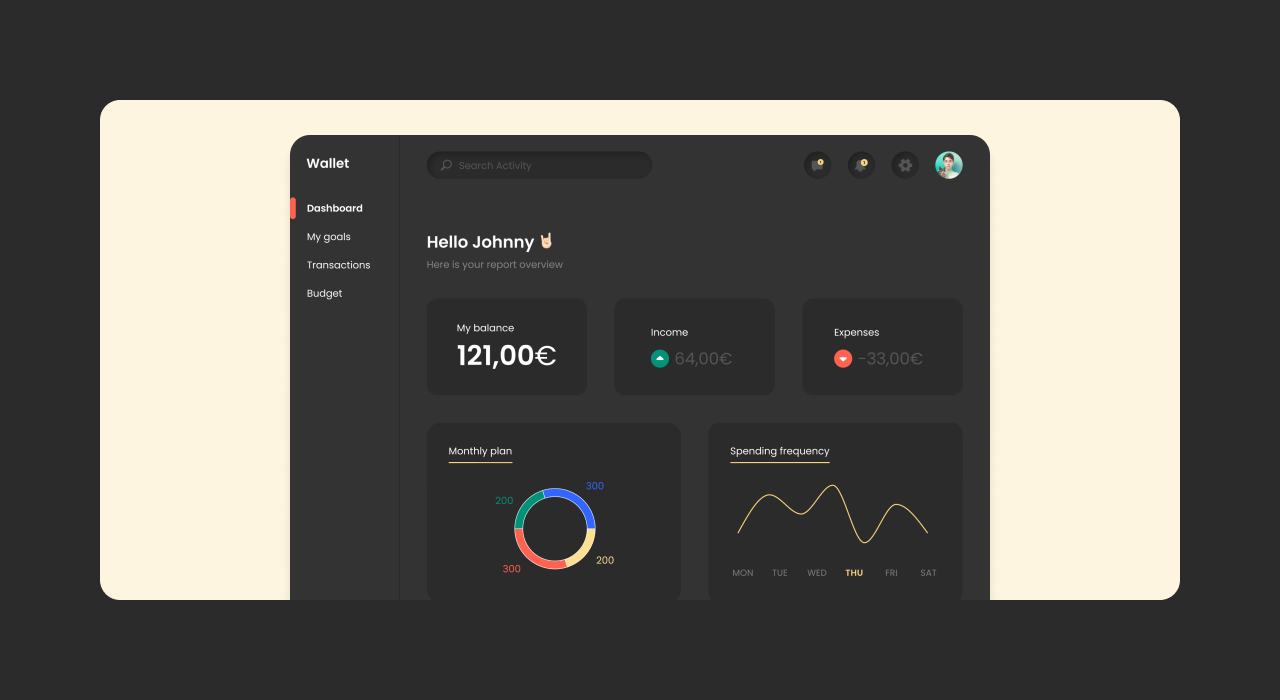 Wallet
Search Activity
1
1
Dashboard
My goals
Transactions
Budget
Hello Johnny 🤘🏻
Here is your report overview
My balance
121,00€
Income
64,00€
Expenses
-33,00€
Monthly plan
300
200
200
300
Spending frequency
MON TUE WED THU FRI SAT